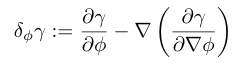 δ_ϕ γ := ∂γ/∂ϕ − ∇ (∂γ/∂∇ϕ)